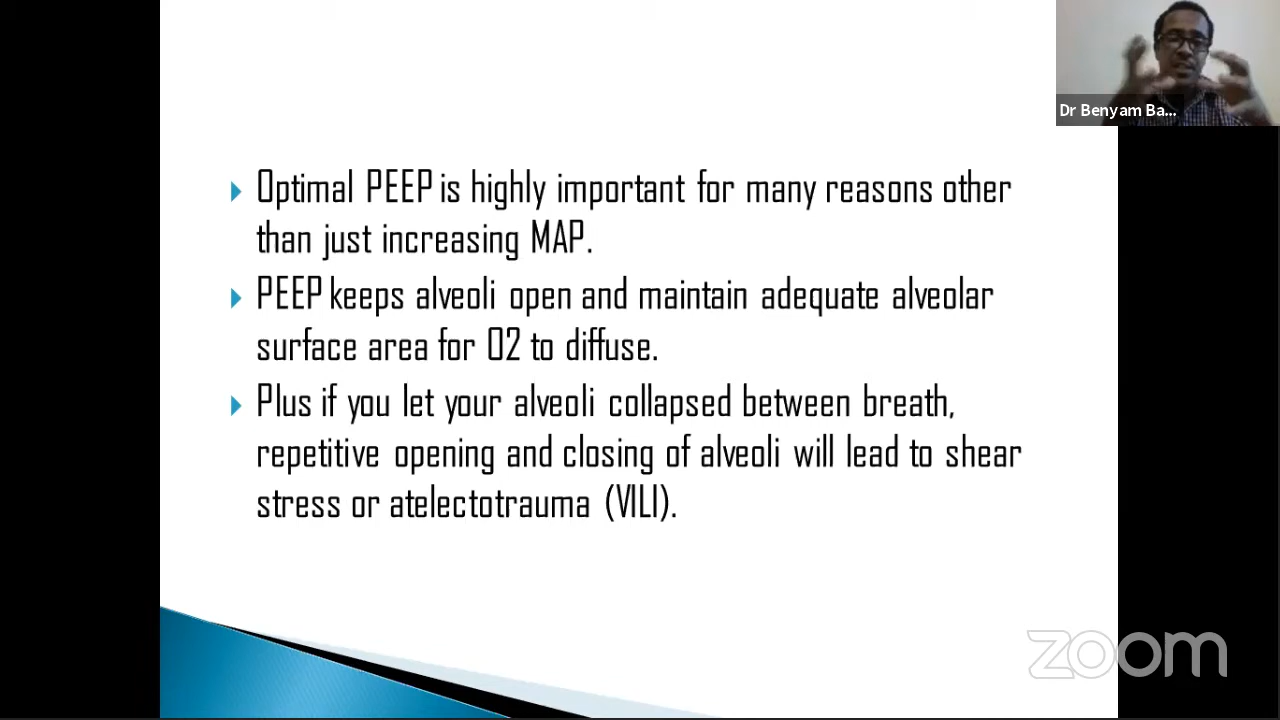 Dr Benyam Ba...
Optimal PEEP is highly important for many reasons other
than just increasing MAP.
PEEP keeps alveoli open and maintain adequate alveolar
surface area for O2 to diffuse.
Plus if you let your alveoli collapsed between breath,
repetitive opening and closing of alveoli will lead to shear
stress or atelectotrauma (VILI).
zoom